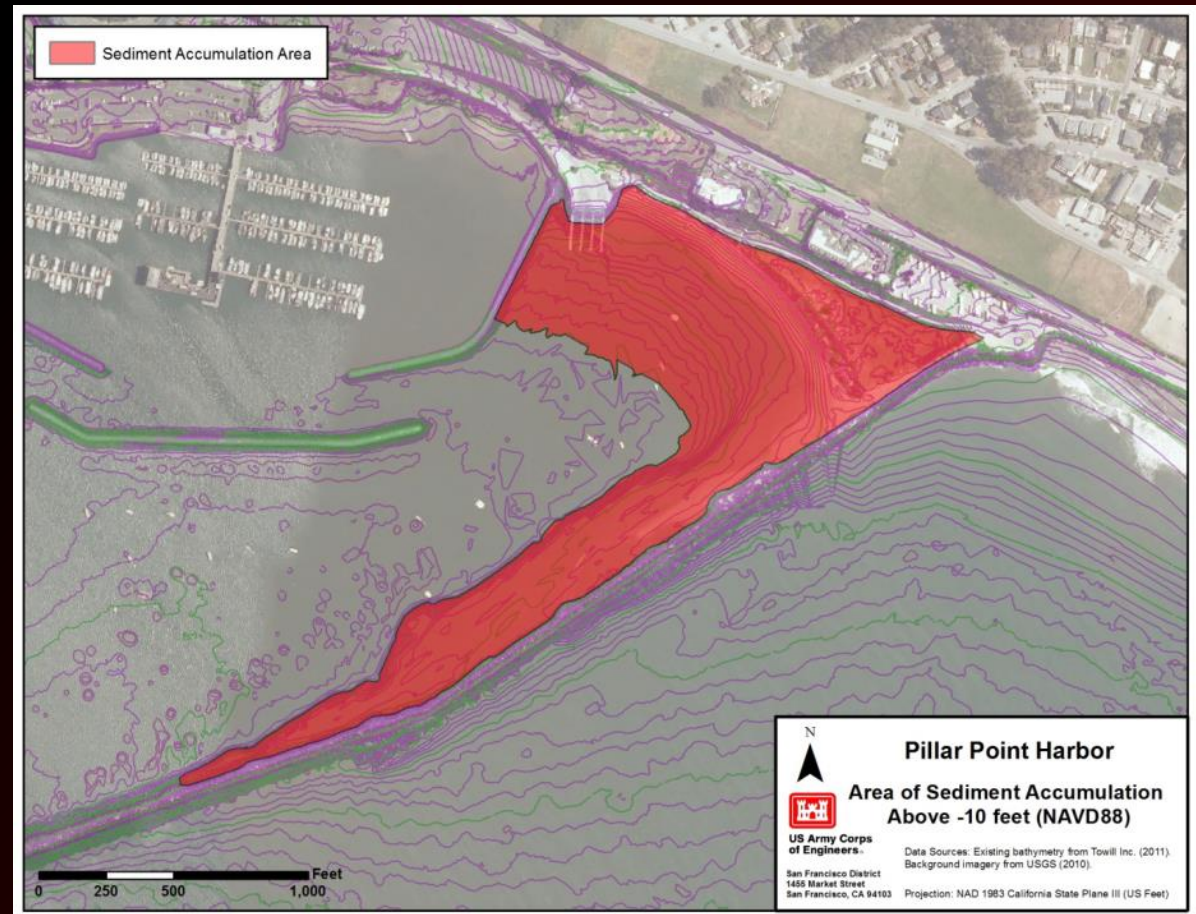 Sediment Accumulation Area
N
Pillar Point Harbor
Area of Sediment Accumulation
Above -10 feet (NAVD88)
US Army Corps
of Engineers
San Francisco District
1455 Market Street
San Francisco, CA 94103
Data Sources: Existing bathymetry from Towill Inc. (2011).
Background imagery from USGS (2010).
Projection: NAD 1983 California State Plane III (US Feet)
Feet
0 250 500 1,000